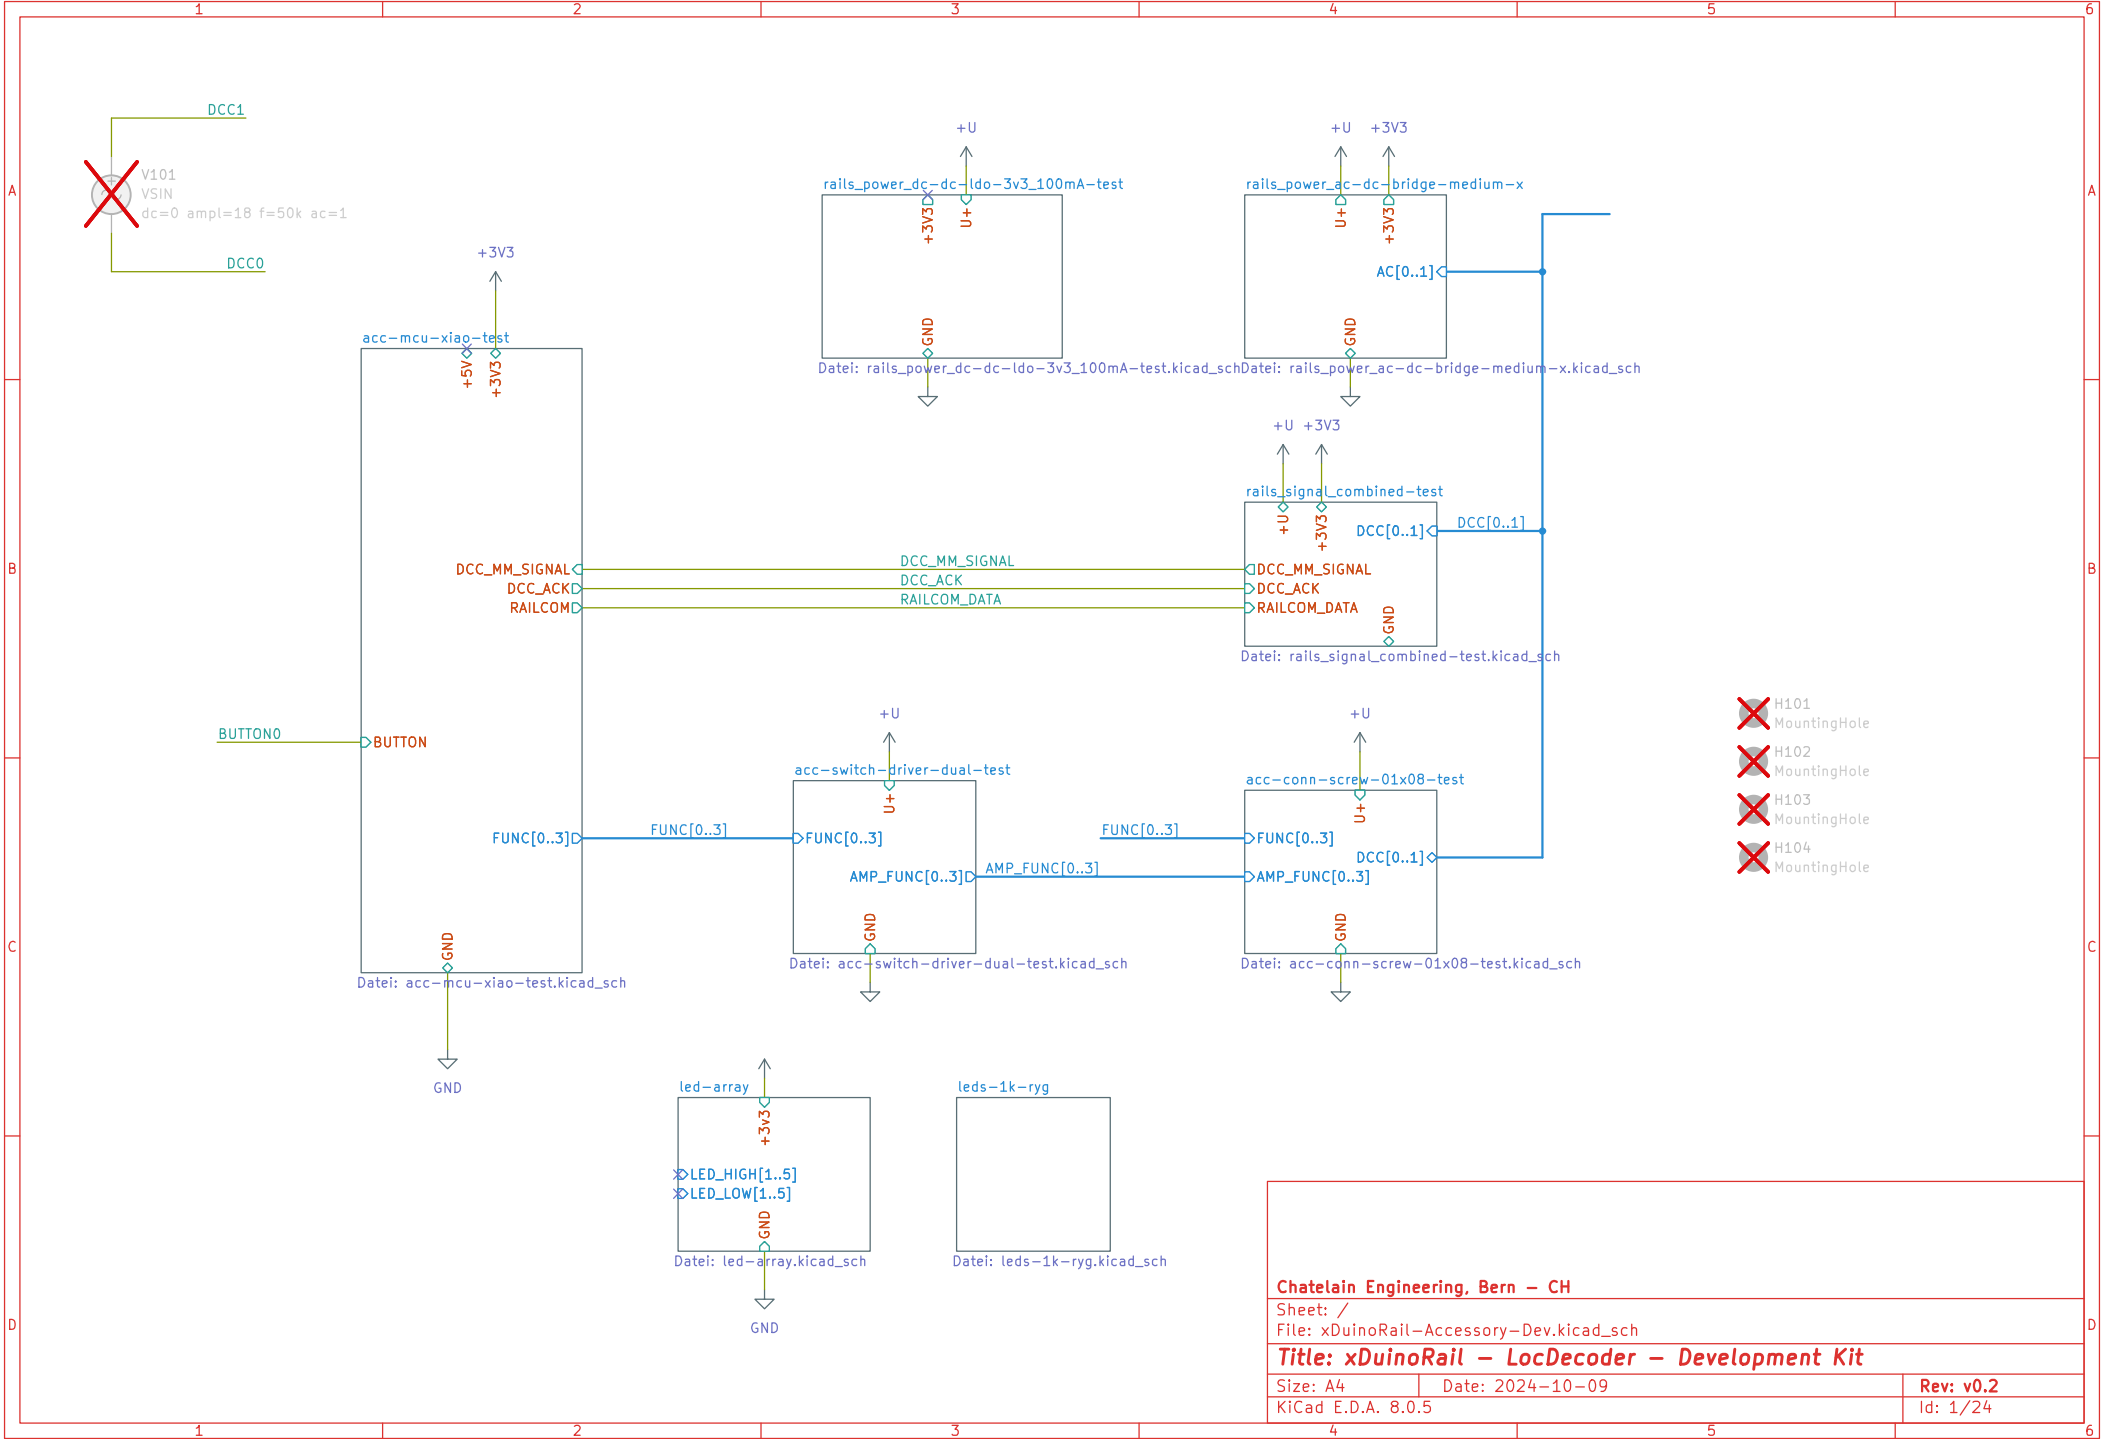 1 2 3 4 5 6
A A
B B
C C
D D
DCC1
V101
VSIN
dc=0 ampl=18 f=50k ac=1
DCC0
+3V3
acc-mcu-xiao-test
+5V
+3V3
DCC_MM_SIGNAL
DCC_ACK
RAILCOM
BUTTON0
BUTTON
FUNC[0..3]
GND
Datei: acc-mcu-xiao-test.kicad_sch
GND
+U
rails_power_dc-dc-ldo-3v3_100mA-test
+3V3
U+
GND
Datei: rails_power_dc-dc-ldo-3v3_100mA-test.kicad_sch
+U +3V3
rails_power_ac-dc-bridge-medium-x
U+
+3V3
AC[0..1]
GND
Datei: rails_power_ac-dc-bridge-medium-x.kicad_sch
+U +3V3
rails_signal_combined-test
+U
+3V3
DCC[0..1]
DCC[0..1]
DCC_MM_SIGNAL
DCC_ACK
RAILCOM_DATA
DCC_MM_SIGNAL
DCC_ACK
RAILCOM_DATA
GND
Datei: rails_signal_combined-test.kicad_sch
FUNC[0..3]
+U
acc-switch-driver-dual-test
U+
FUNC[0..3]
AMP_FUNC[0..3]
GND
Datei: acc-switch-driver-dual-test.kicad_sch
AMP_FUNC[0..3]
FUNC[0..3]
+U
acc-conn-screw-01x08-test
U+
FUNC[0..3]
DCC[0..1]
AMP_FUNC[0..3]
GND
Datei: acc-conn-screw-01x08-test.kicad_sch
H101
MountingHole
H102
MountingHole
H103
MountingHole
H104
MountingHole
led-array
+3v3
LED_HIGH[1..5]
LED_LOW[1..5]
GND
Datei: led-array.kicad_sch
GND
leds-1k-ryg
Datei: leds-1k-ryg.kicad_sch
Chatelain Engineering, Bern - CH
Sheet: /
File: xDuinoRail-Accessory-Dev.kicad_sch
Title: xDuinoRail - LocDecoder - Development Kit
Size: A4 Date: 2024-10-09 Rev: v0.2
KiCad E.D.A. 8.0.5 Id: 1/24
1 2 3 4 5 6